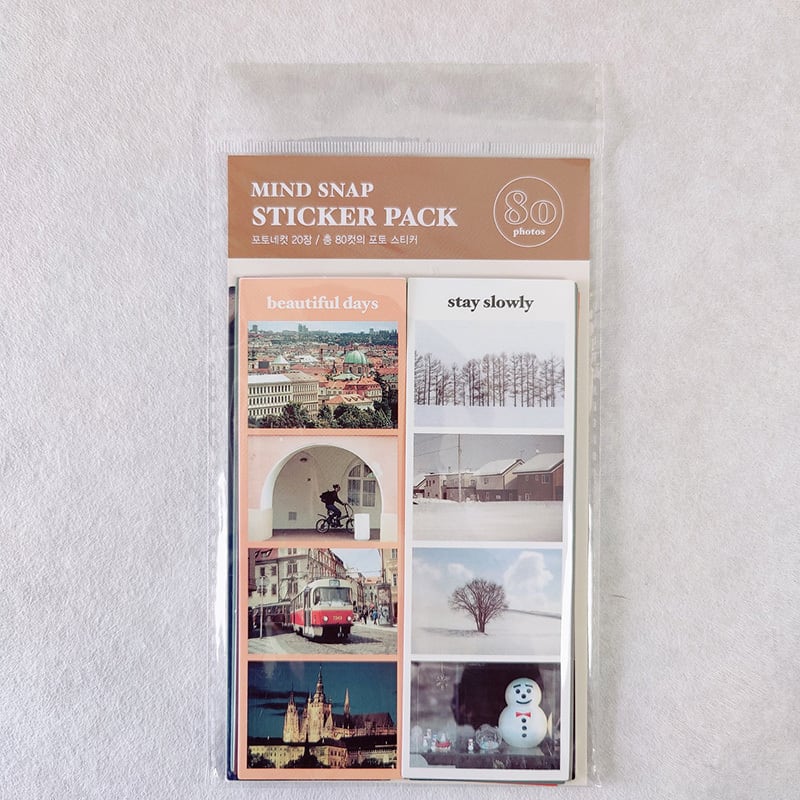 MIND SNAP
STICKER PACK
포토네컷 20장 / 총 80컷의 포토 스티커
80
photos
beautiful days
stay slowly